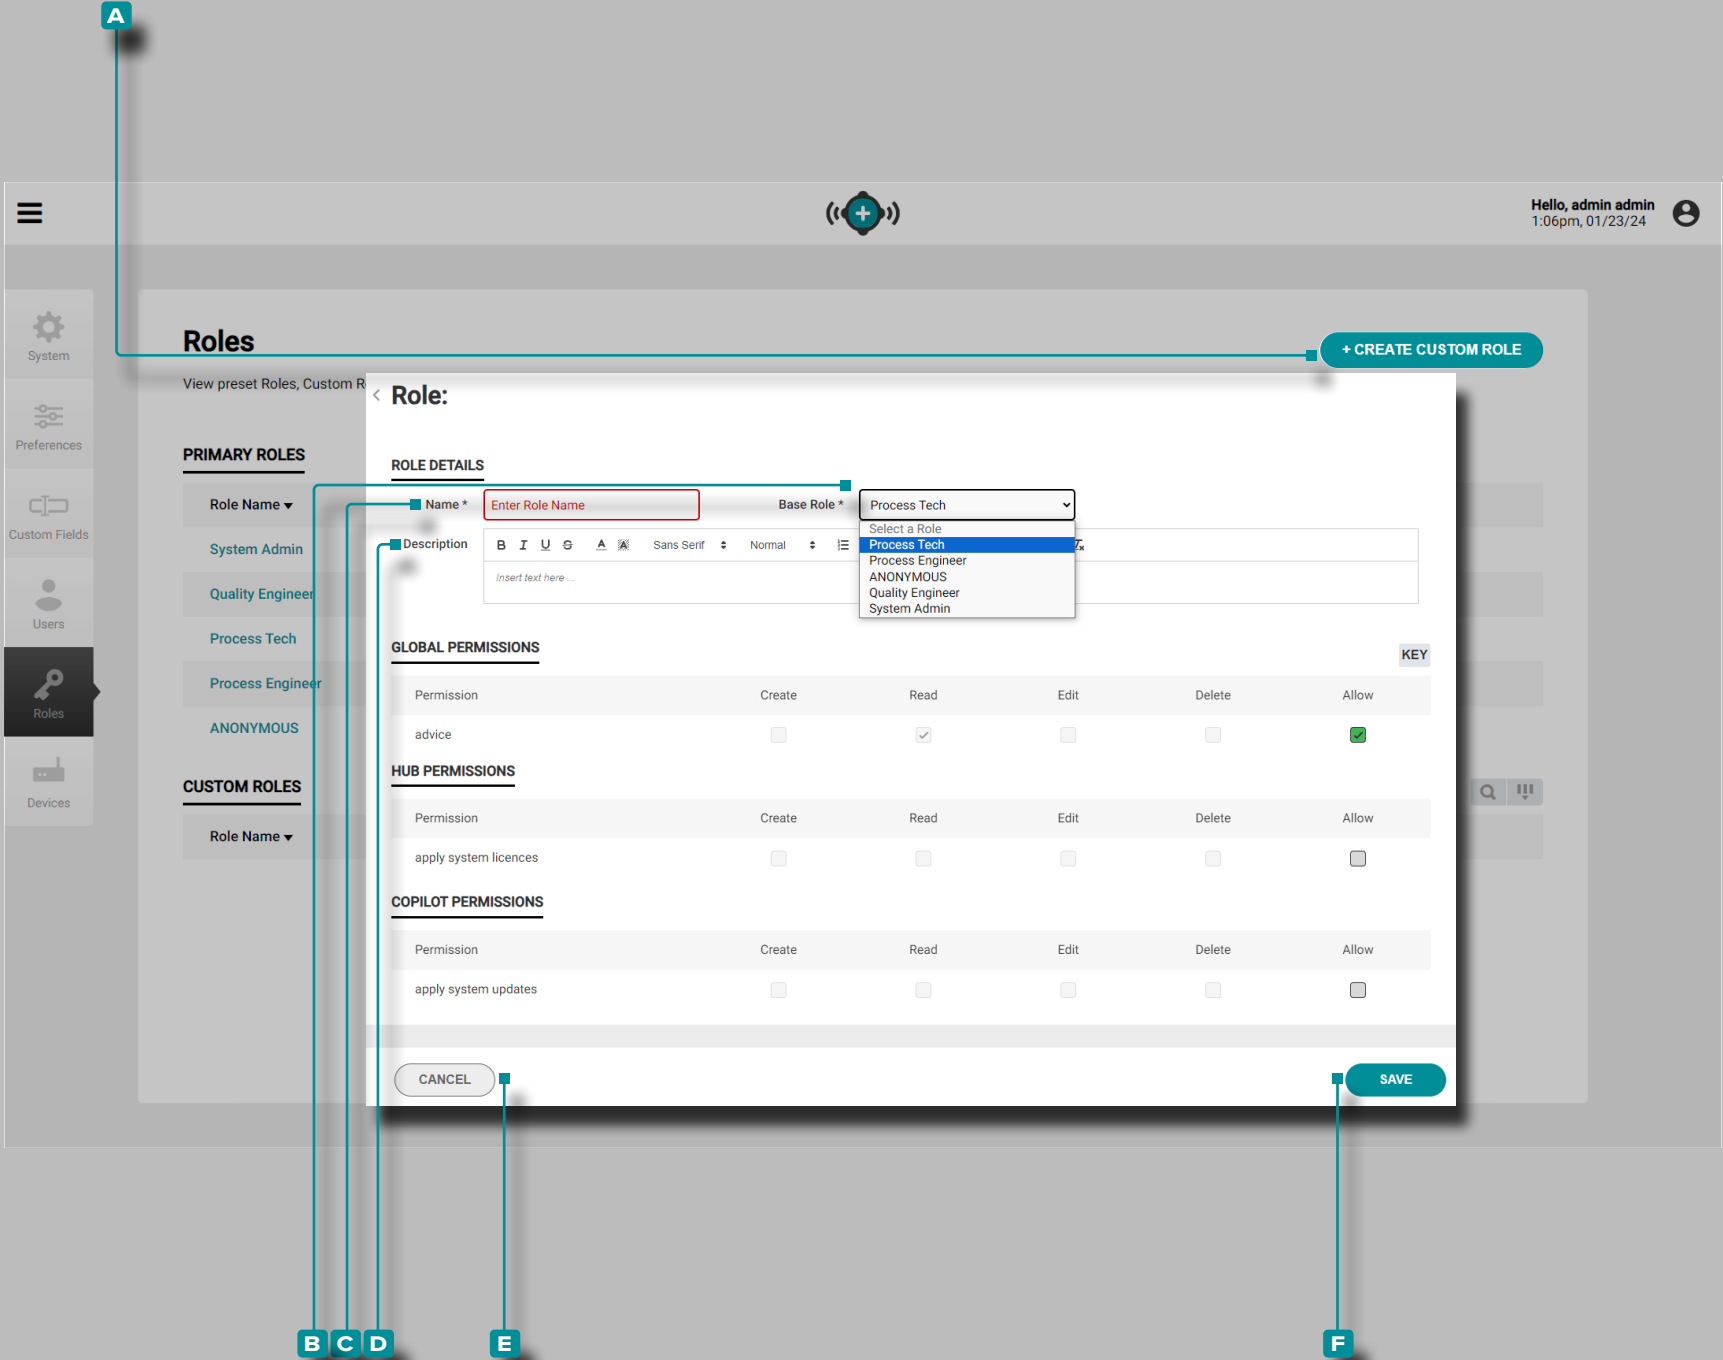 A
Hello, admin admin
1:06pm, 01/23/24
System
Preferences
Custom Fields
Users
Roles
Devices
Roles
+ CREATE CUSTOM ROLE
View preset Roles, Custom R
PRIMARY ROLES
Role Name
System Admin
Quality Engineer
Process Tech
Process Engineer
ANONYMOUS
CUSTOM ROLES
Role Name
Role:
ROLE DETAILS
Name * Enter Role Name Base Role * Process Tech
Select a Role
Process Tech
Process Engineer
ANONYMOUS
Quality Engineer
System Admin
Description B I U S A A Sans Serif Normal
Insert text here ...
GLOBAL PERMISSIONS KEY
Permission Create Read Edit Delete Allow
advice
HUB PERMISSIONS
Permission Create Read Edit Delete Allow
apply system licences
COPILOT PERMISSIONS
Permission Create Read Edit Delete Allow
apply system updates
CANCEL SAVE
B C D E F